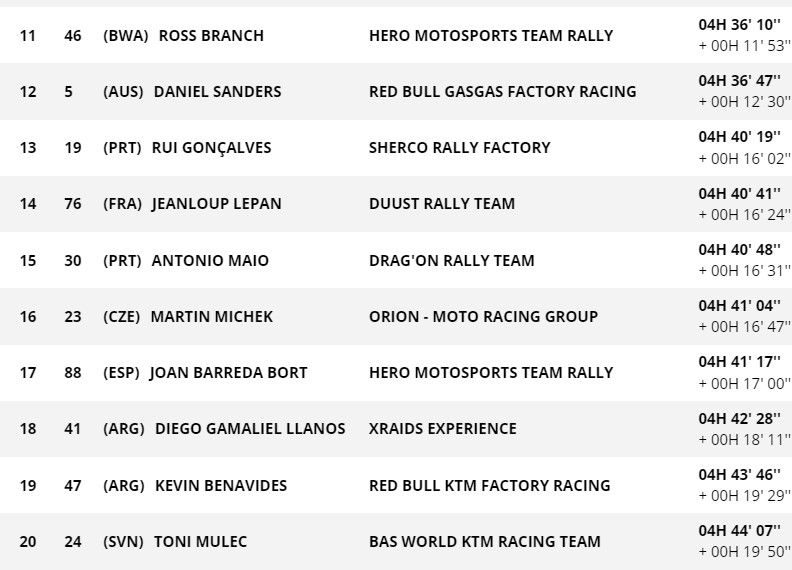 11 46 (BWA) ROSS BRANCH HERO MOTOSPORTS TEAM RALLY 04H 36' 10''
+ 00H 11' 53''
12 5 (AUS) DANIEL SANDERS RED BULL GASGAS FACTORY RACING 04H 36' 47''
+ 00H 12' 30''
13 19 (PRT) RUI GONÇALVES SHERCO RALLY FACTORY 04H 40' 19''
+ 00H 16' 02''
14 76 (FRA) JEANLOUP LEPAN DUUST RALLY TEAM 04H 40' 41''
+ 00H 16' 24''
15 30 (PRT) ANTONIO MAIO DRAG'ON RALLY TEAM 04H 40' 48''
+ 00H 16' 31''
16 23 (CZE) MARTIN MICHEK ORION - MOTO RACING GROUP 04H 41' 04''
+ 00H 16' 47''
17 88 (ESP) JOAN BARREDA BORT HERO MOTOSPORTS TEAM RALLY 04H 41' 17''
+ 00H 17' 00''
18 41 (ARG) DIEGO GAMALIEL LLANOS XRAIDS EXPERIENCE 04H 42' 28''
+ 00H 18' 11''
19 47 (ARG) KEVIN BENAVIDES RED BULL KTM FACTORY RACING 04H 43' 46''
+ 00H 19' 29''
20 24 (SVN) TONI MULEC BAS WORLD KTM RACING TEAM 04H 44' 07''
+ 00H 19' 50''